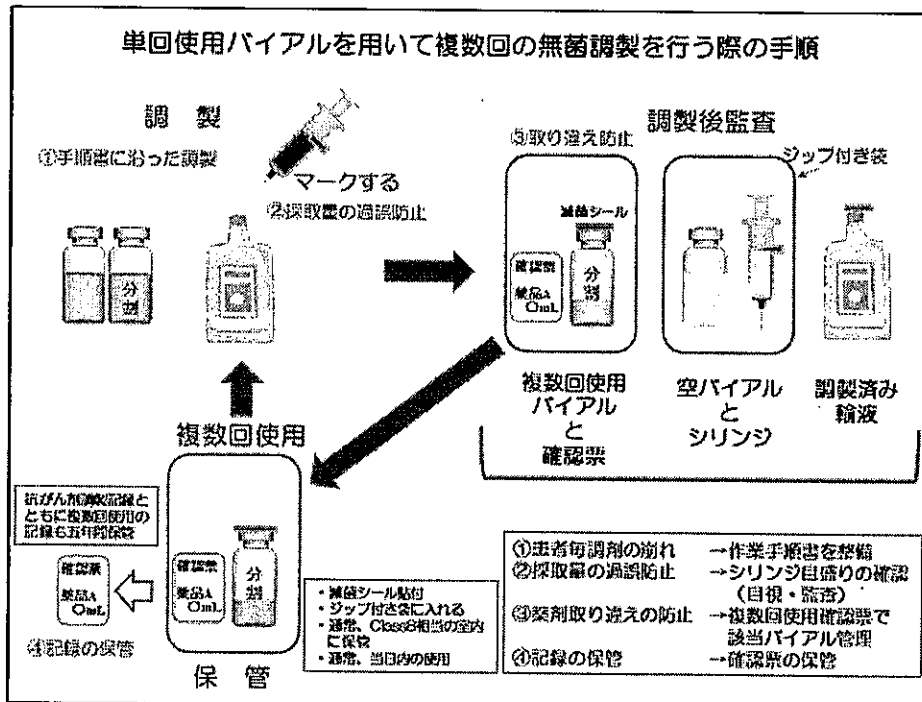 単回使用バイアルを用いて複数回の無菌調製を行う際の手順
調 製
①手順書に沿った調製
マークする
②採取量の過誤防止
分割
③取り違え防止
調製後監査
ジップ付き袋
滅菌シール
確認票
薬品A
〇mL
分割
複数回使用
バイアル
と
確認票
空バイアル
と
シリンジ
調製済み
輸液
複数回使用
抗がん剤調製記録と
ともに複数回使用の
記録も五年間保管
確認票
薬品A
〇mL
④記録の保管
確認票
薬品A
〇mL
分割
保 管
・滅菌シール貼付
・ジップ付き袋に入れる
・通常、ClassB相当の室内
に保管
・通常、当日内の使用
①患者毎調剤の崩れ →作業手順書を整備
②採取量の過誤防止 →シリンジ目盛りの確認
（目視・監査）
③薬剤取り違えの防止 →複数回使用確認票で
該当バイアル管理
④記録の保管 →確認票の保管